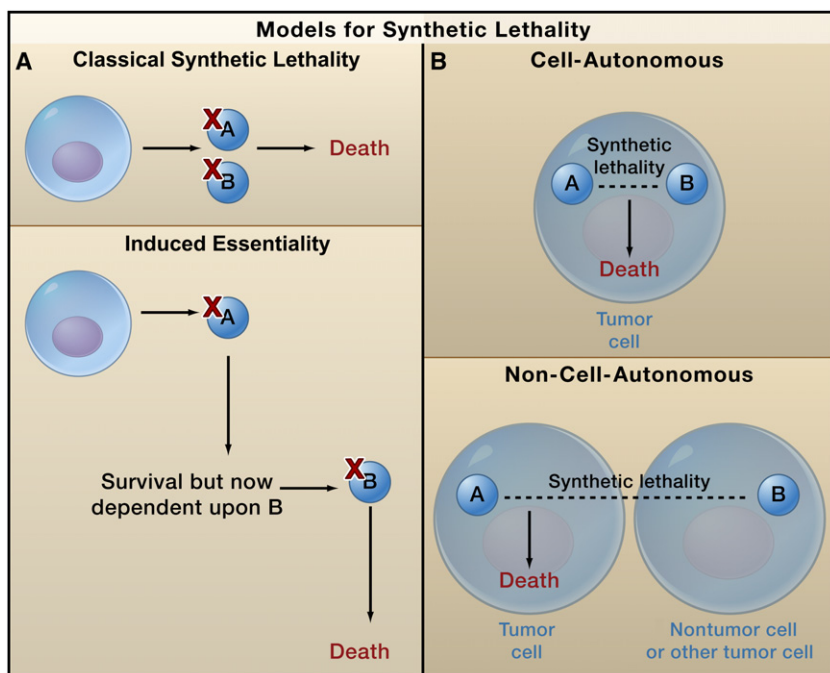 Models for Synthetic Lethality
A
Classical Synthetic Lethality
X
A
X
B
Death
Induced Essentiality
X
A
Survival but now
dependent upon B
X
B
Death
B
Cell-Autonomous
Synthetic
lethality
A
B
Death
Tumor
cell
Non-Cell-Autonomous
A
Synthetic lethality
B
Death
Tumor
cell
Nontumor cell
or other tumor cell